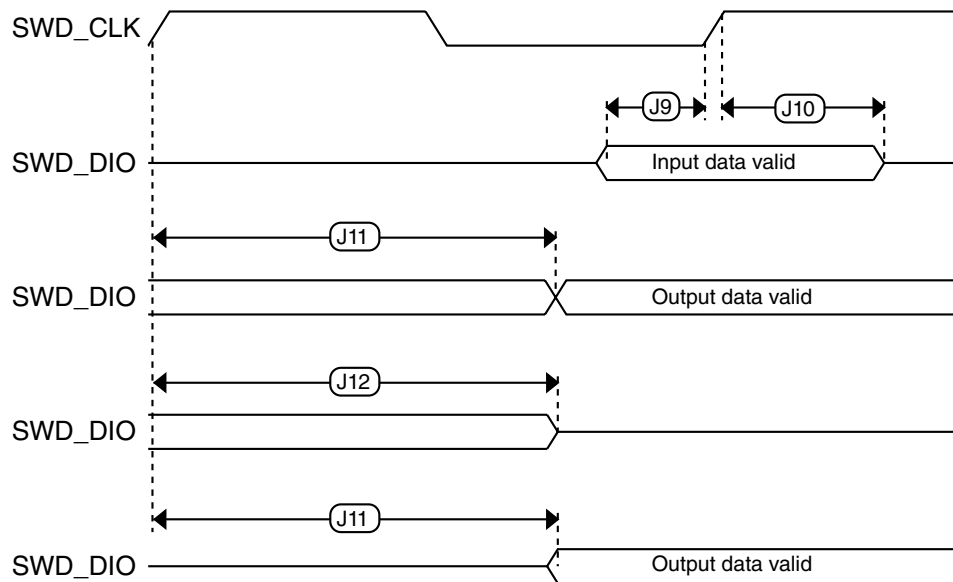 SWD_CLK
J9
J10
SWD_DIO
Input data valid
J11
SWD_DIO
Output data valid
J12
SWD_DIO
J11
SWD_DIO
Output data valid